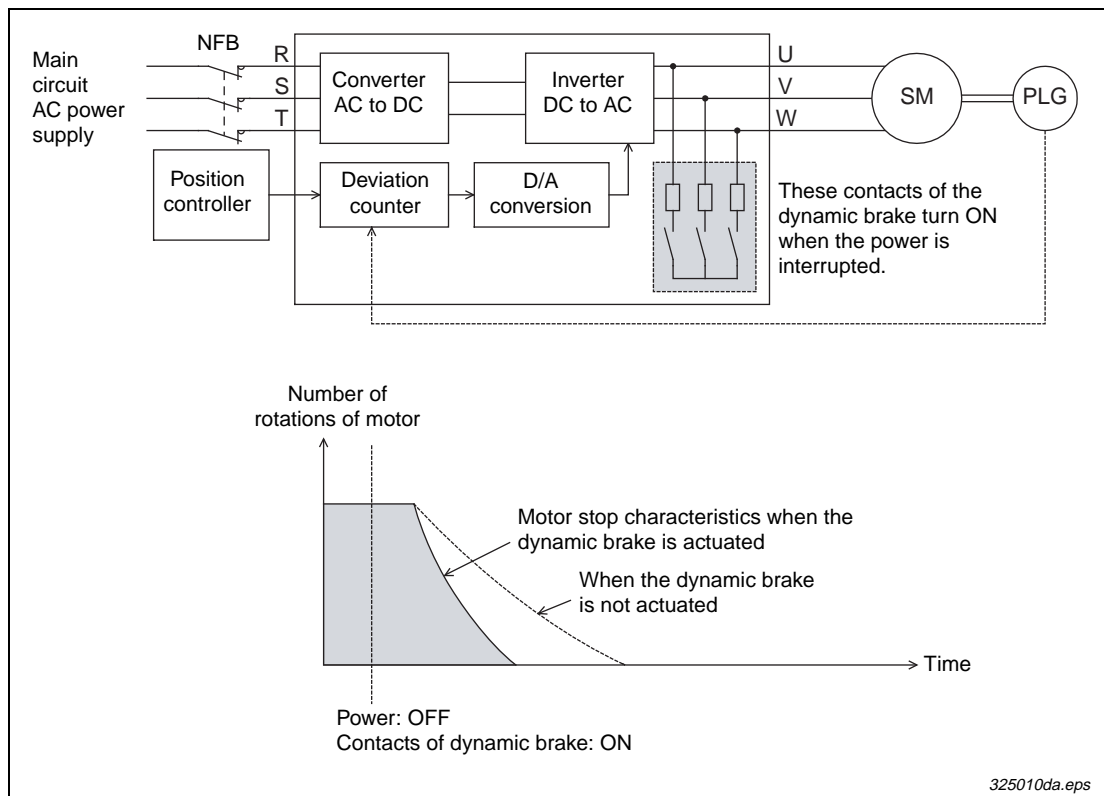 NFB
Main
circuit
AC power
supply
R
S
T
Converter
AC to DC
Inverter
DC to AC
U
V
W
SM
PLG
Position
controller
Deviation
counter
D/A
conversion
These contacts of the
dynamic brake turn ON
when the power is
interrupted.
Number of
rotations of motor
Motor stop characteristics when the
dynamic brake is actuated
When the dynamic brake
is not actuated
Time
Power: OFF
Contacts of dynamic brake: ON
325010da.eps